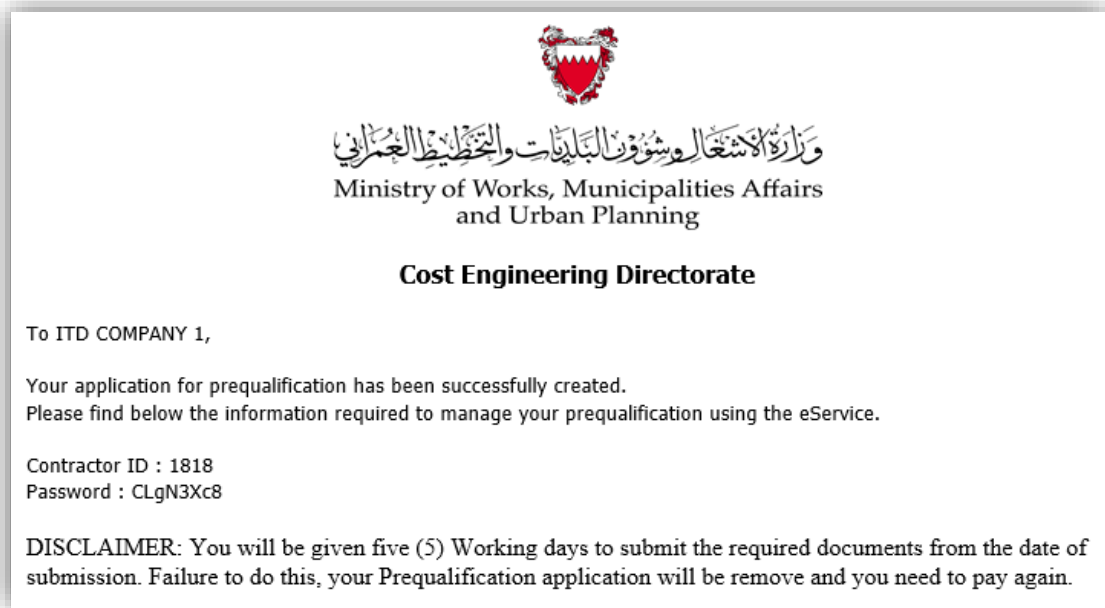 وزارة الأشغال وشؤون البلديات والتخطيط العمراني
Ministry of Works, Municipalities Affairs
and Urban Planning
Cost Engineering Directorate
To ITD COMPANY 1,
Your application for prequalification has been successfully created.
Please find below the information required to manage your prequalification using the eService.
Contractor ID : 1818
Password : CLgN3Xc8
DISCLAIMER: You will be given five (5) Working days to submit the required documents from the date of
submission. Failure to do this, your Prequalification application will be remove and you need to pay again.